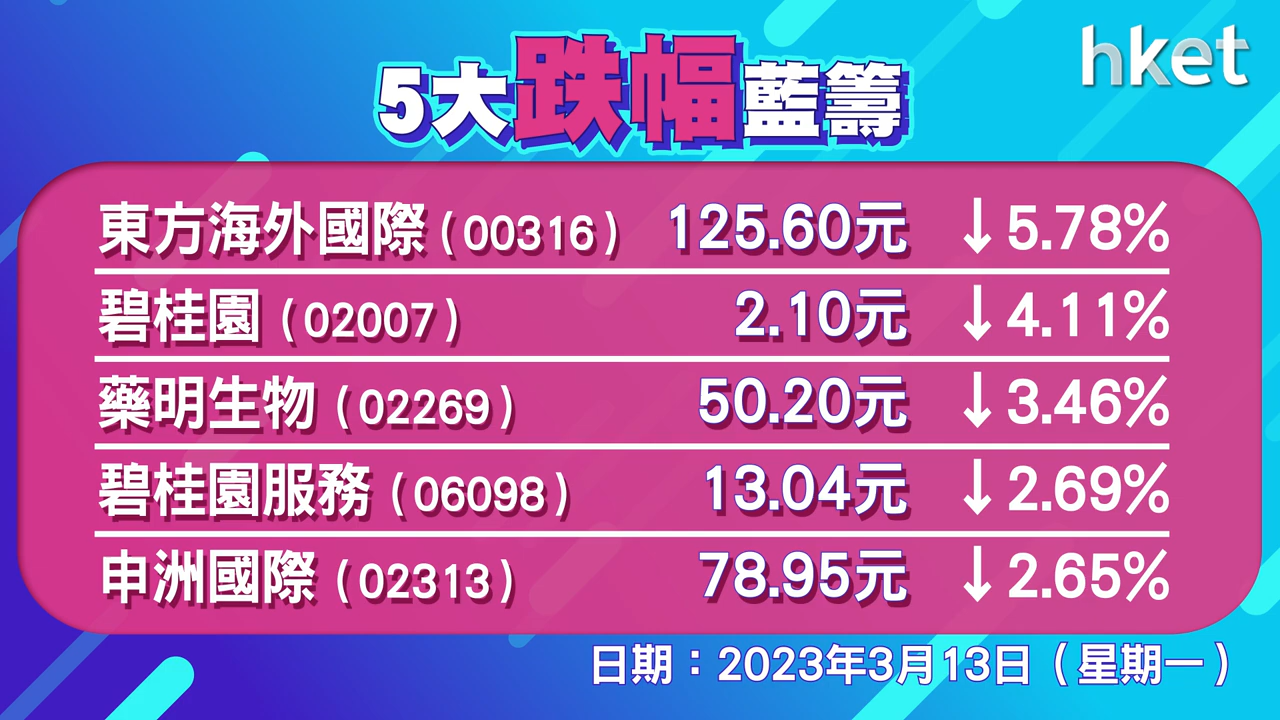 hket
5大跌幅藍籌
東方海外國際(00316) 125.60元 ↓5.78%
碧桂園(02007) 2.10元 ↓4.11%
藥明生物(02269) 50.20元 ↓3.46%
碧桂園服務(06098) 13.04元 ↓2.69%
申洲國際(02313) 78.95元 ↓2.65%
日期：2023年3月13日(星期一)